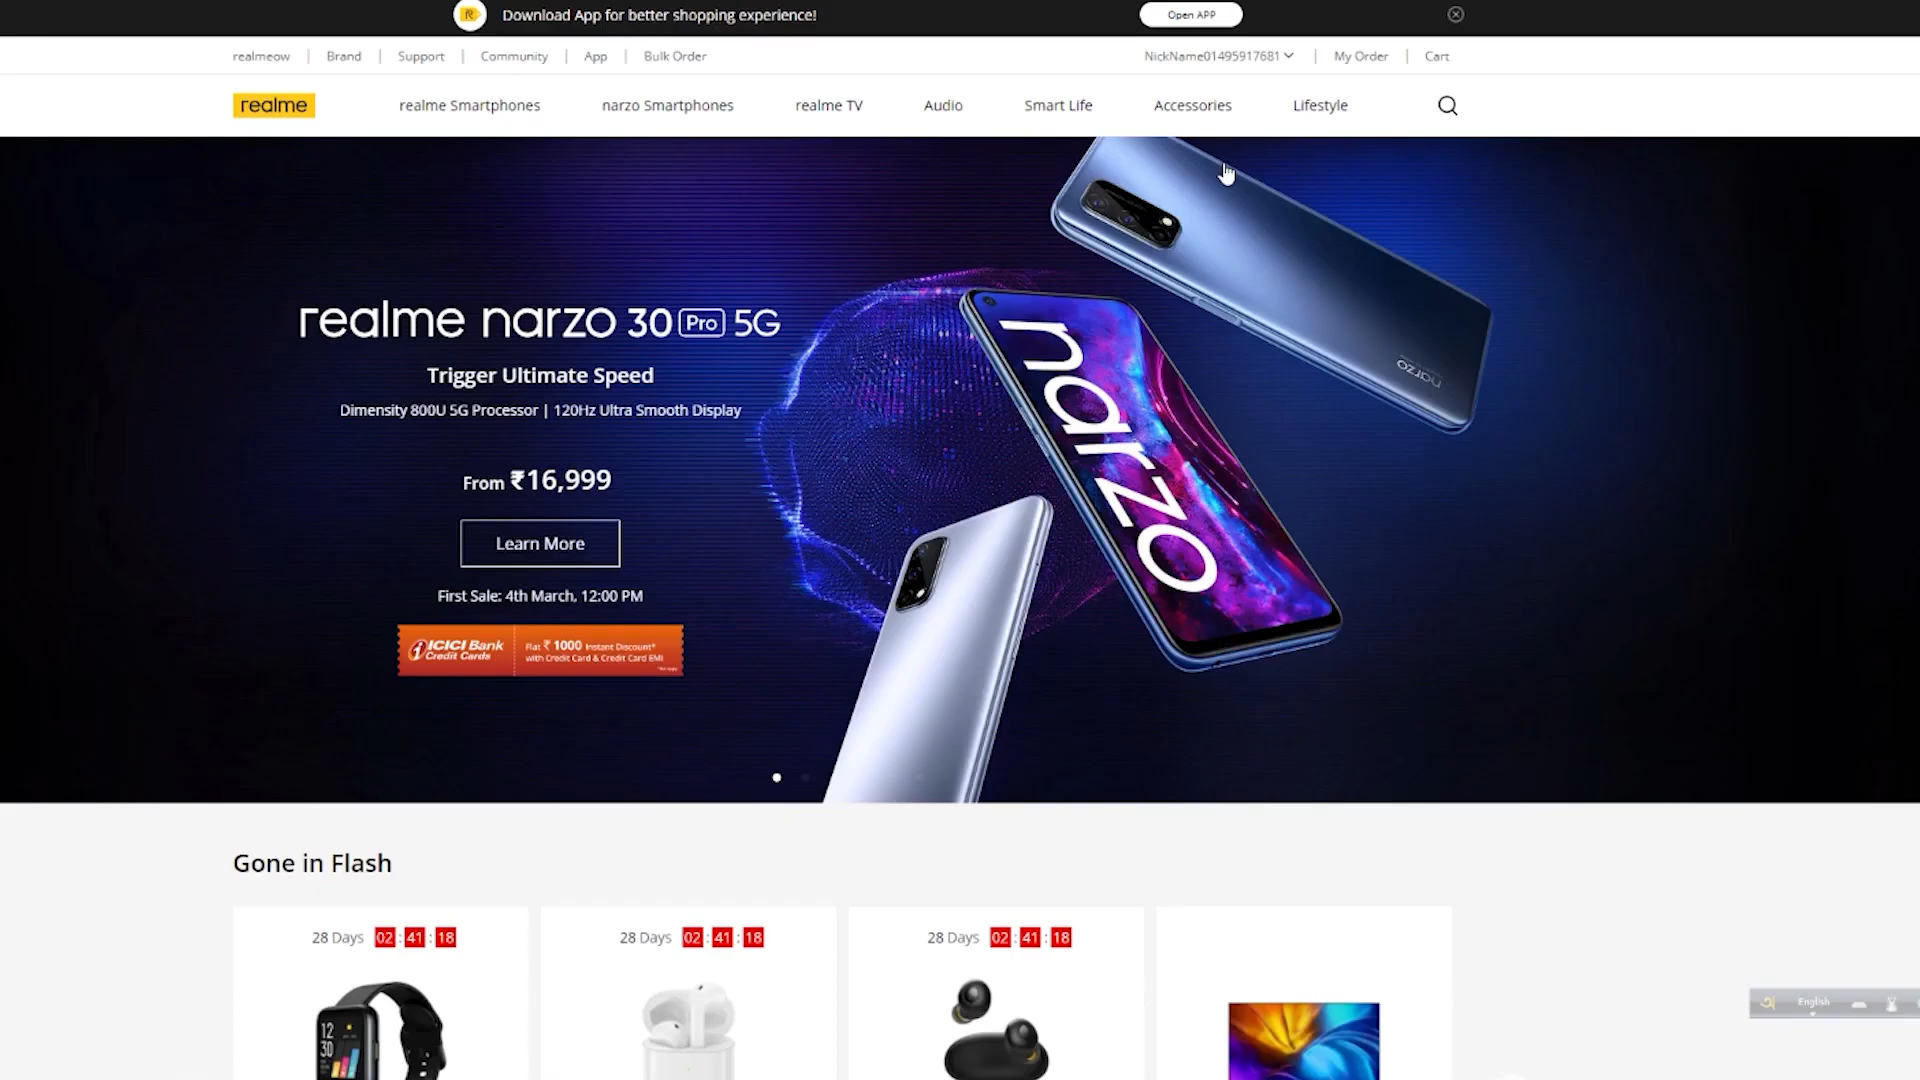 Download App for better shopping experience!
Open APP
realmeow
Brand
Support
Community
App
Bulk Order
NickName01495917681
My Order
Cart
realme
realme Smartphones
narzo Smartphones
realme TV
Audio
Smart Life
Accessories
Lifestyle
realme narzo 30 Pro 5G
Trigger Ultimate Speed
Dimensity 800U 5G Processor | 120Hz Ultra Smooth Display
From ₹16,999
Learn More
First Sale: 4th March, 12:00 PM
ICICI Bank
Credit Cards
Flat ₹ 1000 Instant Discount*
with Credit Card & Credit Card EMI
narzo
narzo
Gone in Flash
28 Days 02 : 41 : 18
28 Days 02 : 41 : 18
28 Days 02 : 41 : 18
12
30
English